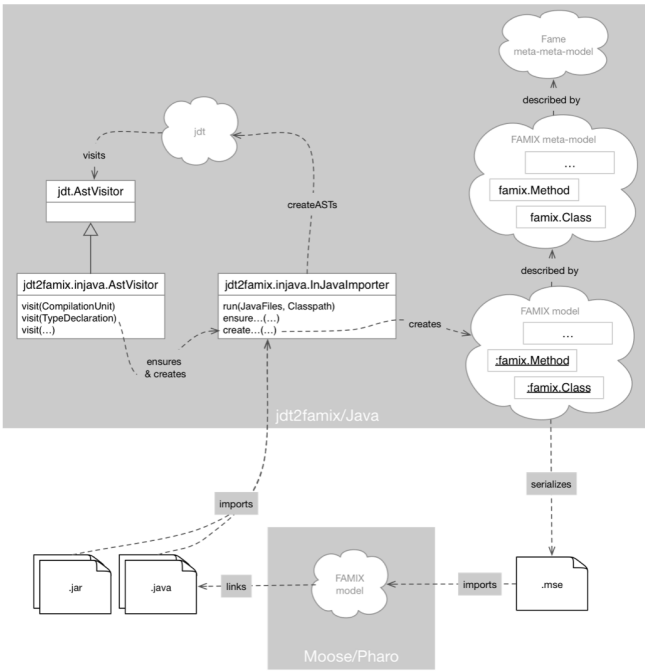 Fame
meta-meta-model
described by
jdt
FAMIX meta-model
...
visits
famix.Method
jdt.AstVisitor
createASTs
famix.Class
described by
jdt2famix.injava.AstVisitor
visit(CompilationUnit)
visit(TypeDeclaration)
visit(...)
jdt2famix.injava.InJavaImporter
run(JavaFiles, Classpath)
ensure...(...)
create...(...)
FAMIX model
...
creates
:famix.Method
ensures
& creates
:famix.Class
jdt2famix/Java
serializes
imports
.jar
.java
links
FAMIX
model
imports
.mse
Moose/Pharo